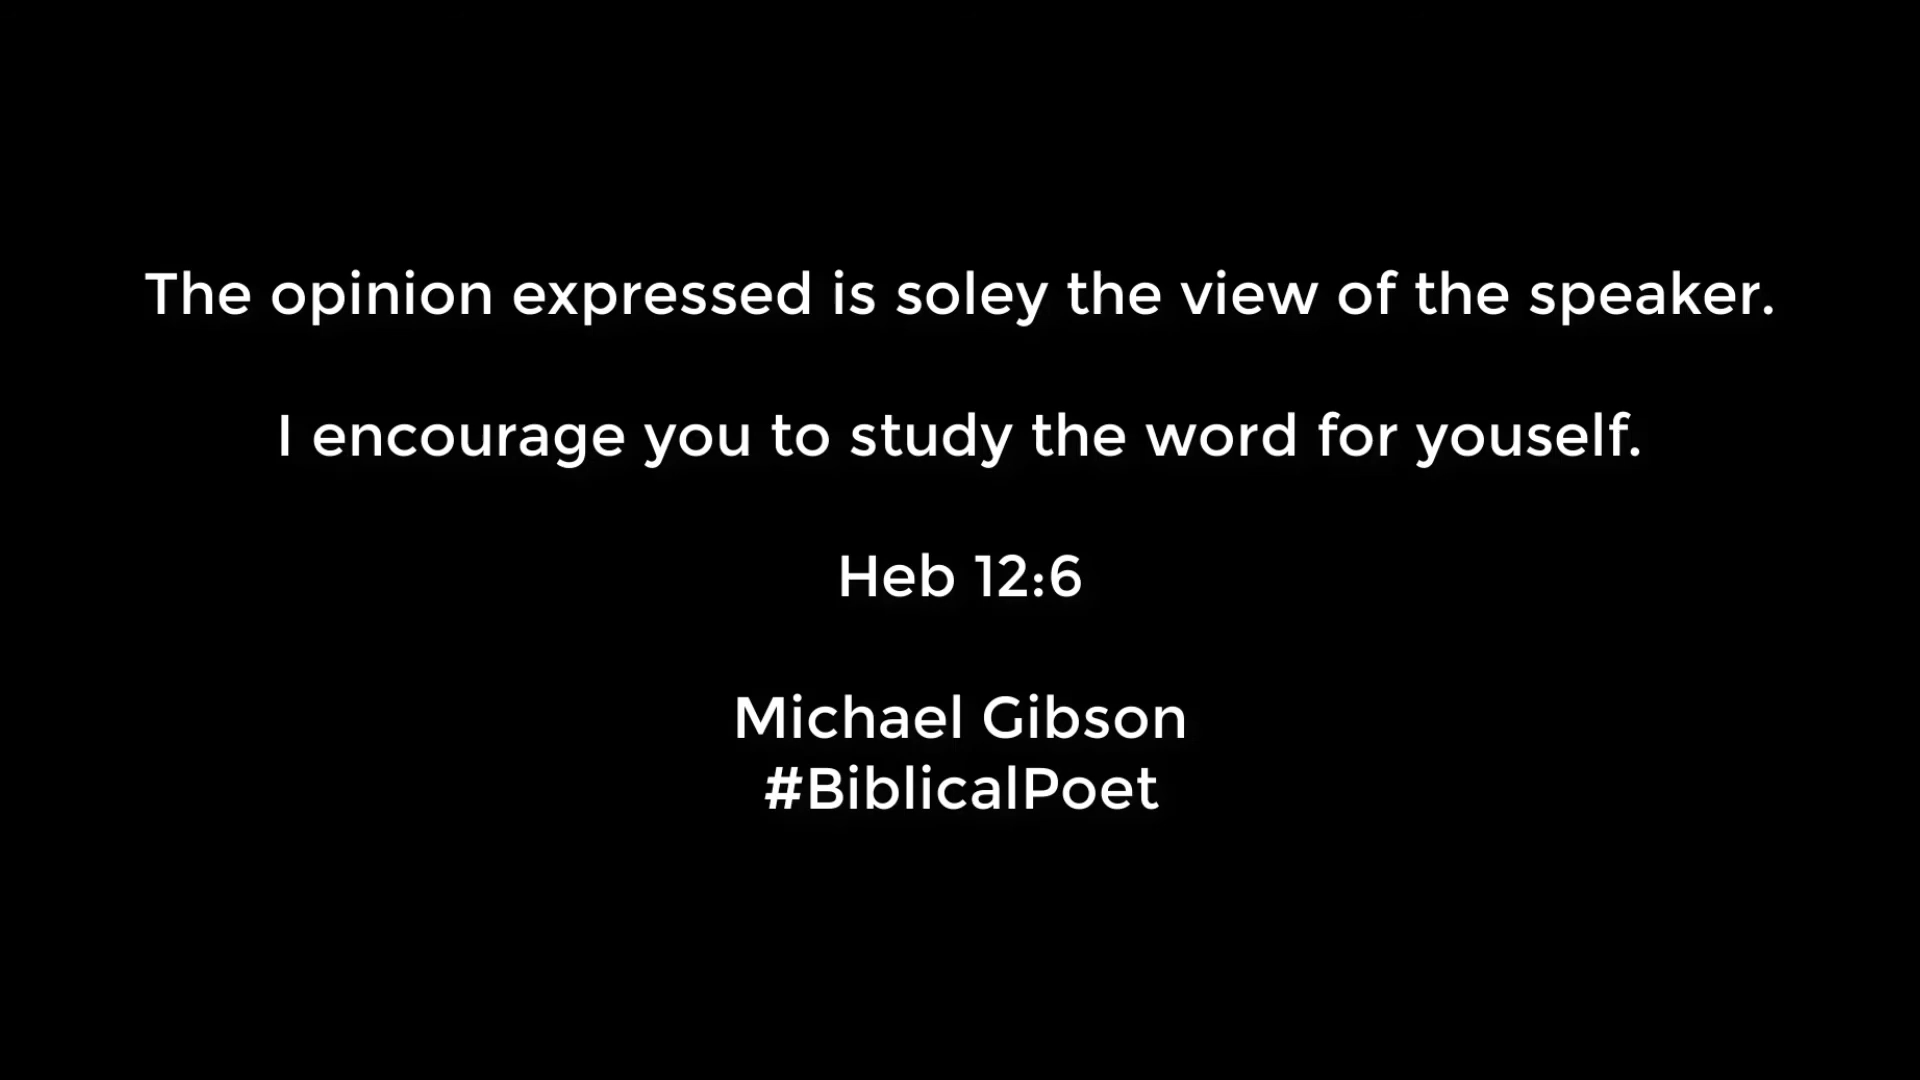 The opinion expressed is soley the view of the speaker.
I encourage you to study the word for youself.
Heb 12:6
Michael Gibson
#BiblicalPoet